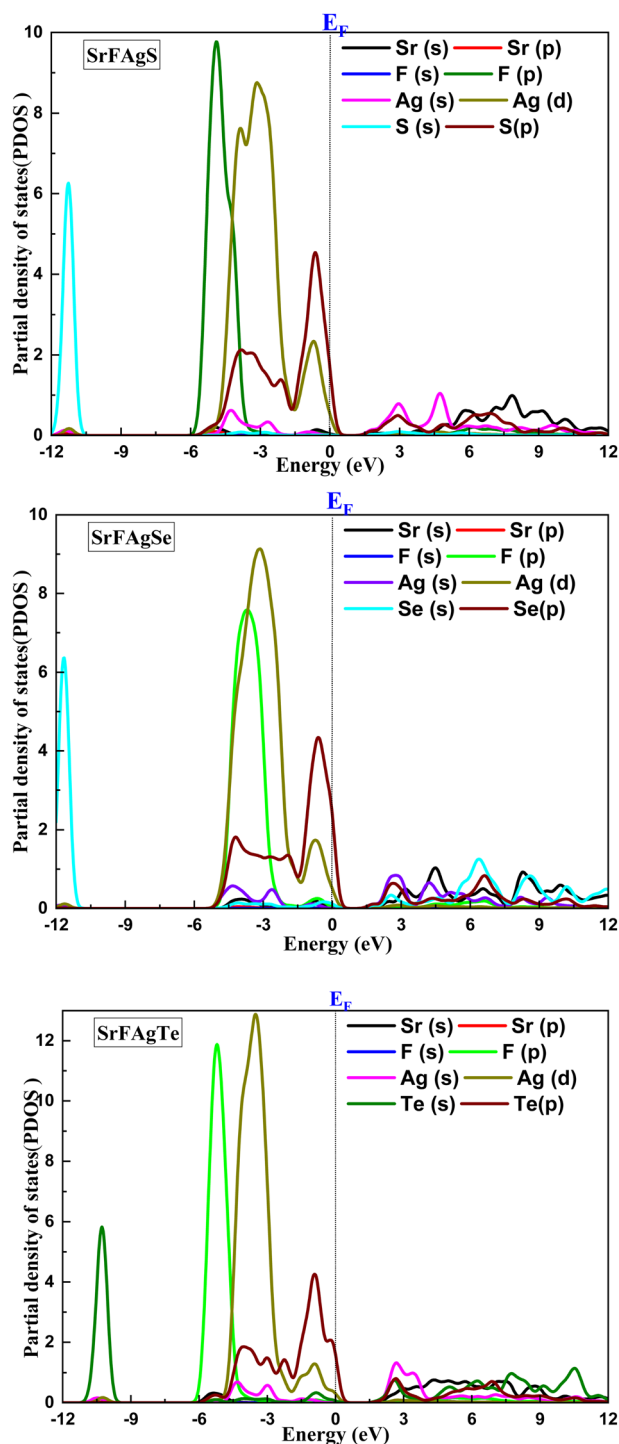 E_F
SrFAgS
Sr (s) Sr (p)
F (s) F (p)
Ag (s) Ag (d)
S (s) S(p)
Partial density of states(PDOS )
10
8
6
4
2
0
-12 -9 -6 -3 0 3 6 9 12
Energy (eV)
E_F
SrFAgSe
Sr (s) Sr (p)
F (s) F (p)
Ag (s) Ag (d)
Se (s) Se(p)
Partial density of states(PDOS )
10
8
6
4
2
0
-12 -9 -6 -3 0 3 6 9 12
Energy (eV)
E_F
SrFAgTe
Sr (s) Sr (p)
F (s) F (p)
Ag (s) Ag (d)
Te (s) Te(p)
Partial density of states(PDOS )
12
10
8
6
4
2
0
-12 -9 -6 -3 0 3 6 9 12
Energy (eV)